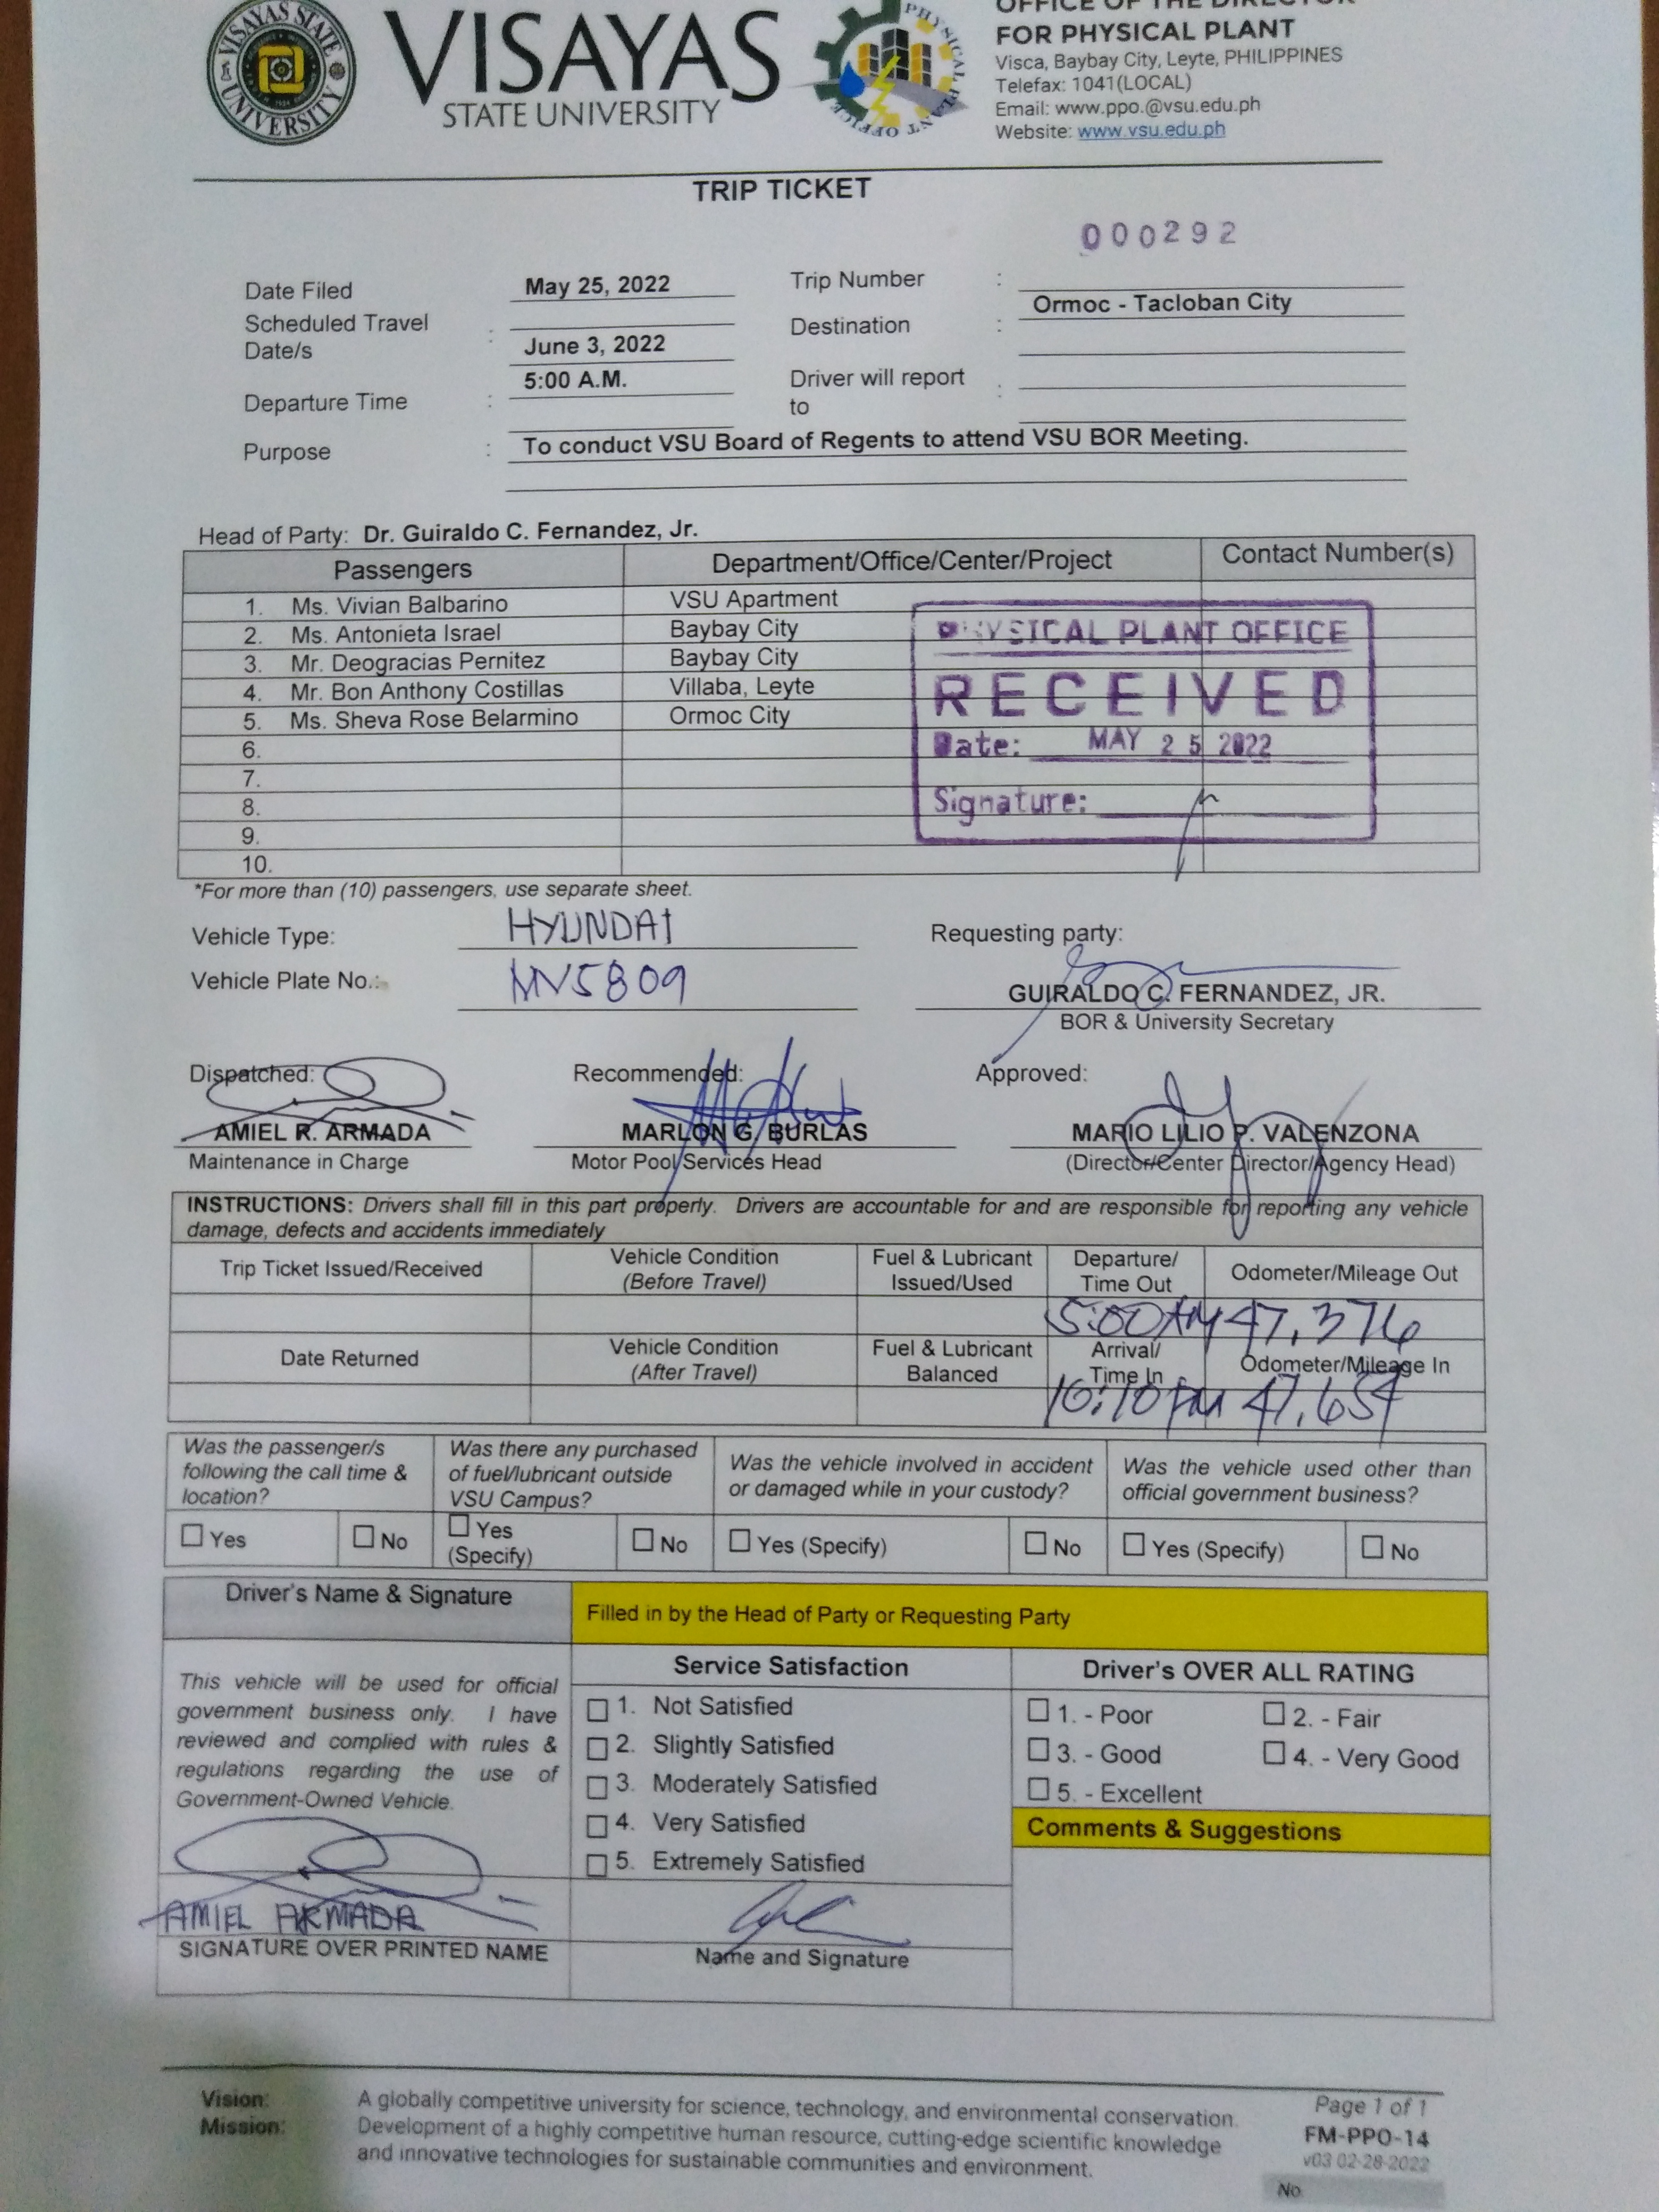 VISAYAS STATE UNIVERSITY
VISAYAS
STATE UNIVERSITY
PHYSICAL PLANT OFFICE
OFFICE OF THE DIRECTOR
FOR PHYSICAL PLANT
Visca, Baybay City, Leyte, PHILIPPINES
Telefax: 1041(LOCAL)
Email: www.ppo.@vsu.edu.ph
Website: www.vsu.edu.ph
TRIP TICKET
000292
Date Filed May 25, 2022 Trip Number :
Scheduled Travel Date/s : June 3, 2022 Destination : Ormoc - Tacloban City
Departure Time : 5:00 A.M. Driver will report to :
Purpose : To conduct VSU Board of Regents to attend VSU BOR Meeting.
Head of Party: Dr. Guiraldo C. Fernandez, Jr.
Passengers Department/Office/Center/Project Contact Number(s)
1. Ms. Vivian Balbarino VSU Apartment
2. Ms. Antonieta Israel Baybay City
3. Mr. Deogracias Pernitez Baybay City
4. Mr. Bon Anthony Costillas Villaba, Leyte
5. Ms. Sheva Rose Belarmino Ormoc City
6.
7.
8.
9.
10.
PHYSICAL PLANT OFFICE
RECEIVED
Date: MAY 25 2022
Signature:
*For more than (10) passengers, use separate sheet.
Vehicle Type: HYUNDAI Requesting party:
Vehicle Plate No.: NV5809
GUIRALDO C. FERNANDEZ, JR.
BOR & University Secretary
Dispatched: Recommended: Approved:
AMIEL R. ARMADA MARLON G. BURLAS MARIO LILIO P. VALENZONA
Maintenance in Charge Motor Pool Services Head (Director/Center Director/Agency Head)
INSTRUCTIONS: Drivers shall fill in this part properly. Drivers are accountable for and are responsible for reporting any vehicle
damage, defects and accidents immediately
Trip Ticket Issued/Received Vehicle Condition (Before Travel) Fuel & Lubricant Issued/Used Departure/ Time Out Odometer/Mileage Out
5:00 AM 47,376
Date Returned Vehicle Condition (After Travel) Fuel & Lubricant Balanced Arrival/ Time In Odometer/Mileage In
10:10 PM 47,654
Was the passenger/s following the call time & location? Was there any purchased of fuel/lubricant outside VSU Campus? Was the vehicle involved in accident or damaged while in your custody? Was the vehicle used other than official government business?
Yes No Yes (Specify) No Yes (Specify) No Yes (Specify) No
Driver's Name & Signature
Filled in by the Head of Party or Requesting Party
This vehicle will be used for official
government business only. I have
reviewed and complied with rules &
regulations regarding the use of
Government-Owned Vehicle.
AMIEL ARMADA
SIGNATURE OVER PRINTED NAME
Service Satisfaction
1. Not Satisfied
2. Slightly Satisfied
3. Moderately Satisfied
4. Very Satisfied
5. Extremely Satisfied
Name and Signature
Driver's OVER ALL RATING
1. - Poor 2. - Fair
3. - Good 4. - Very Good
5. - Excellent
Comments & Suggestions
Vision: A globally competitive university for science, technology, and environmental conservation.
Mission: Development of a highly competitive human resource, cutting-edge scientific knowledge
and innovative technologies for sustainable communities and environment.
Page 1 of 1
FM-PPO-14
v03 02-28-2022
No.